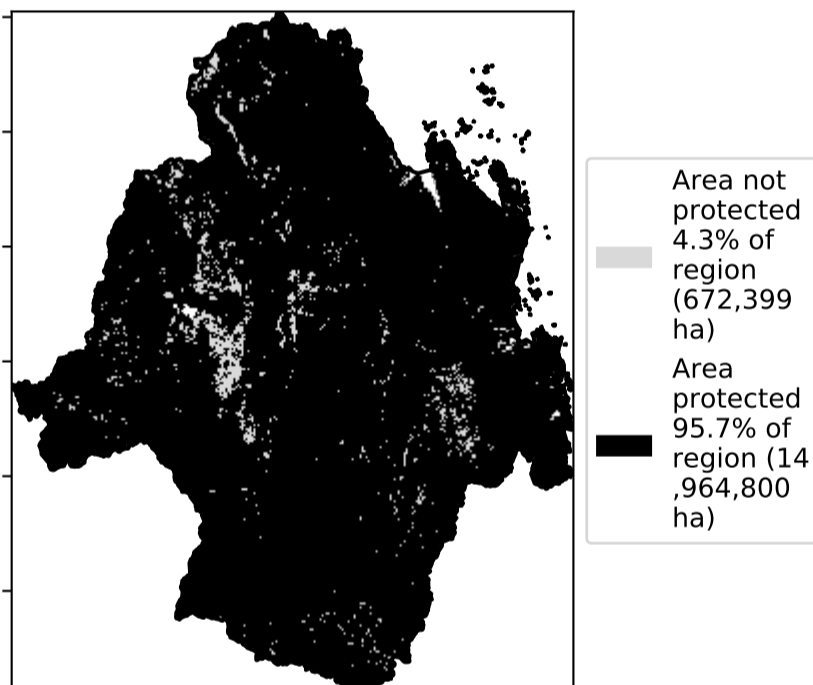 Area not
protected
4.3% of
region
(672,399
ha)
Area
protected
95.7% of
region (14
,964,800
ha)